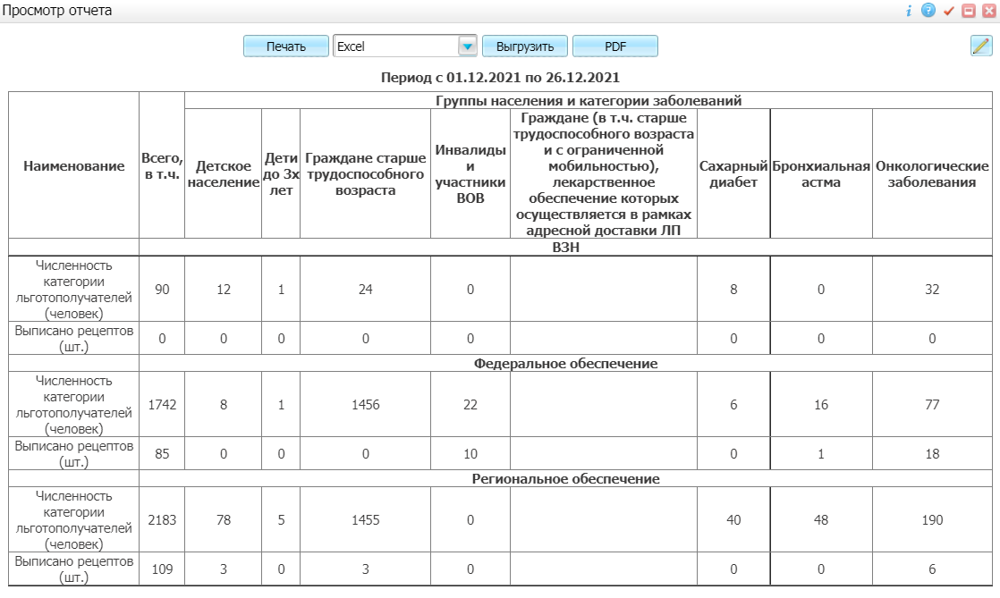 Просмотр отчета
Печать Excel Выгрузить PDF
Период с 01.12.2021 по 26.12.2021
Наименование
Всего,
в т.ч.
Группы населения и категории заболеваний
Детское
население
Дети
до 3х
лет
Граждане старше
трудоспособного
возраста
Инвалиды
и
участники
ВОВ
Граждане (в т.ч. старше
трудоспособного возраста
и с ограниченной
мобильностью),
лекарственное
обеспечение которых
осуществляется в рамках
адресной доставки ЛП
Сахарный
диабет
Бронхиальная
астма
Онкологические
заболевания
ВЗН
Численность
категории
льготополучателей
(человек)
90 12 1 24 0 8 0 32
Выписано рецептов
(шт.)
0 0 0 0 0 0 0 0
Федеральное обеспечение
Численность
категории
льготополучателей
(человек)
1742 8 1 1456 22 6 16 77
Выписано рецептов
(шт.)
85 0 0 0 10 0 1 18
Региональное обеспечение
Численность
категории
льготополучателей
(человек)
2183 78 5 1455 0 40 48 190
Выписано рецептов
(шт.)
109 3 0 3 0 0 0 6